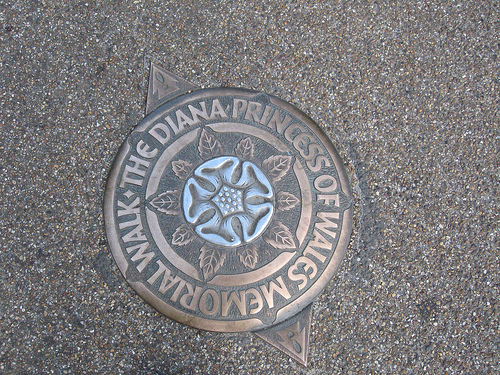 THE DIANA PRINCESS OF WALES MEMORIAL WALK